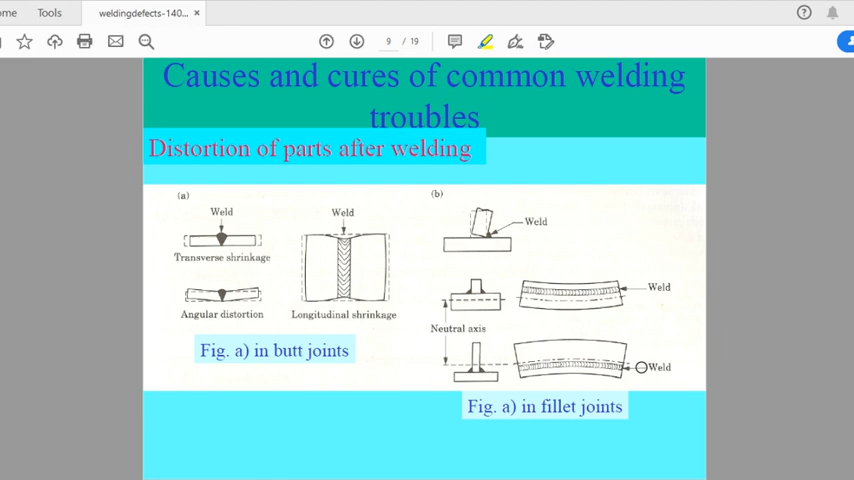 ome
Tools
weldingdefects-140... ×
9 / 19
Causes and cures of common welding
troubles
Distortion of parts after welding
(a)
Weld
Weld
Transverse shrinkage
Angular distortion
Longitudinal shrinkage
Fig. a) in butt joints
(b)
Weld
Weld
Neutral axis
Weld
Fig. a) in fillet joints